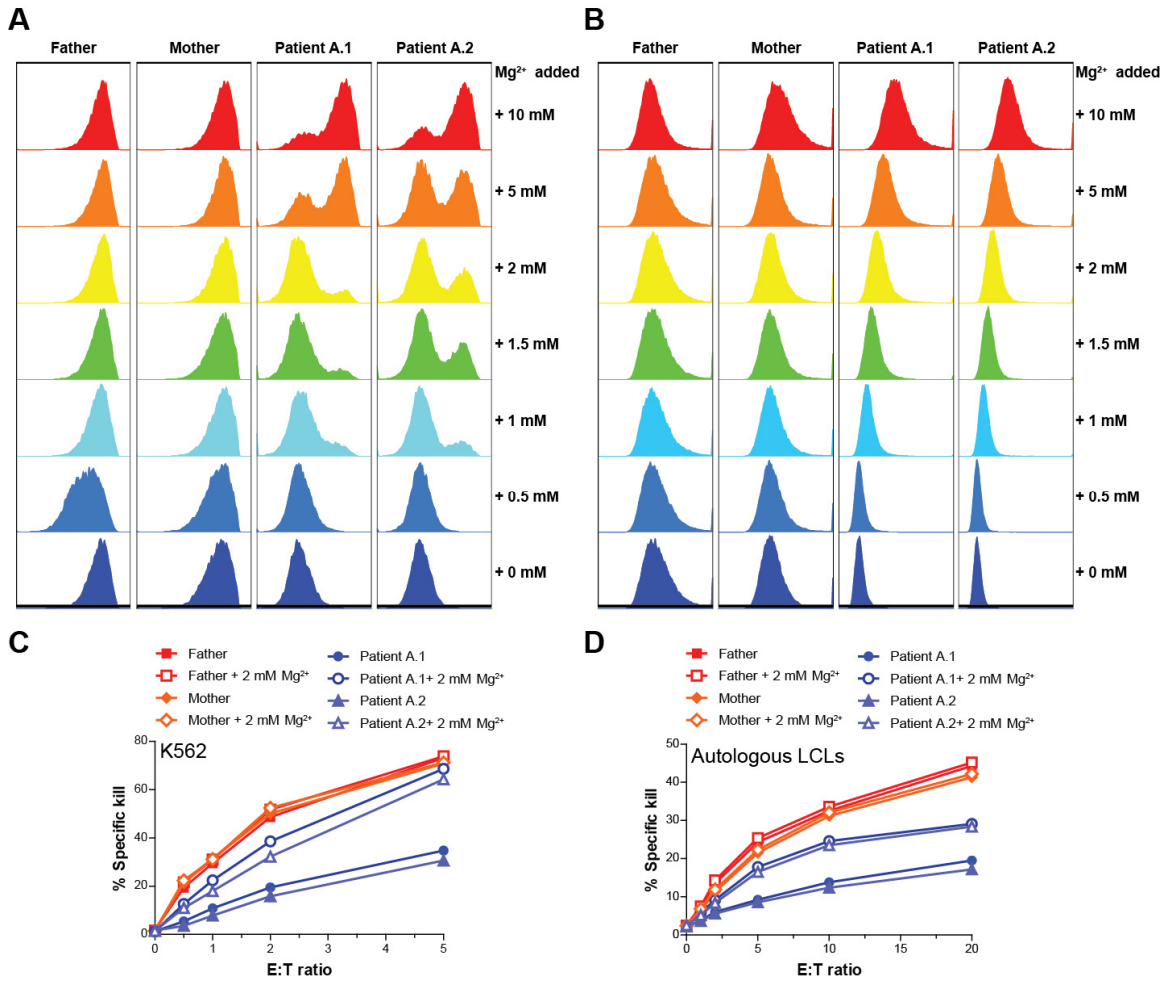 A
Father Mother Patient A.1 Patient A.2
Mg²⁺ added
+ 10 mM
+ 5 mM
+ 2 mM
+ 1.5 mM
+ 1 mM
+ 0.5 mM
+ 0 mM
B
Father Mother Patient A.1 Patient A.2
Mg²⁺ added
+ 10 mM
+ 5 mM
+ 2 mM
+ 1.5 mM
+ 1 mM
+ 0.5 mM
+ 0 mM
C
Father
Father + 2 mM Mg²⁺
Mother
Mother + 2 mM Mg²⁺
Patient A.1
Patient A.1+ 2 mM Mg²⁺
Patient A.2
Patient A.2+ 2 mM Mg²⁺
K562
% Specific kill
80
60
40
20
0
0 1 2 3 4 5
E:T ratio
D
Father
Father + 2 mM Mg²⁺
Mother
Mother + 2 mM Mg²⁺
Patient A.1
Patient A.1+ 2 mM Mg²⁺
Patient A.2
Patient A.2+ 2 mM Mg²⁺
Autologous LCLs
% Specific kill
50
40
30
20
10
0
0 5 10 15 20
E:T ratio